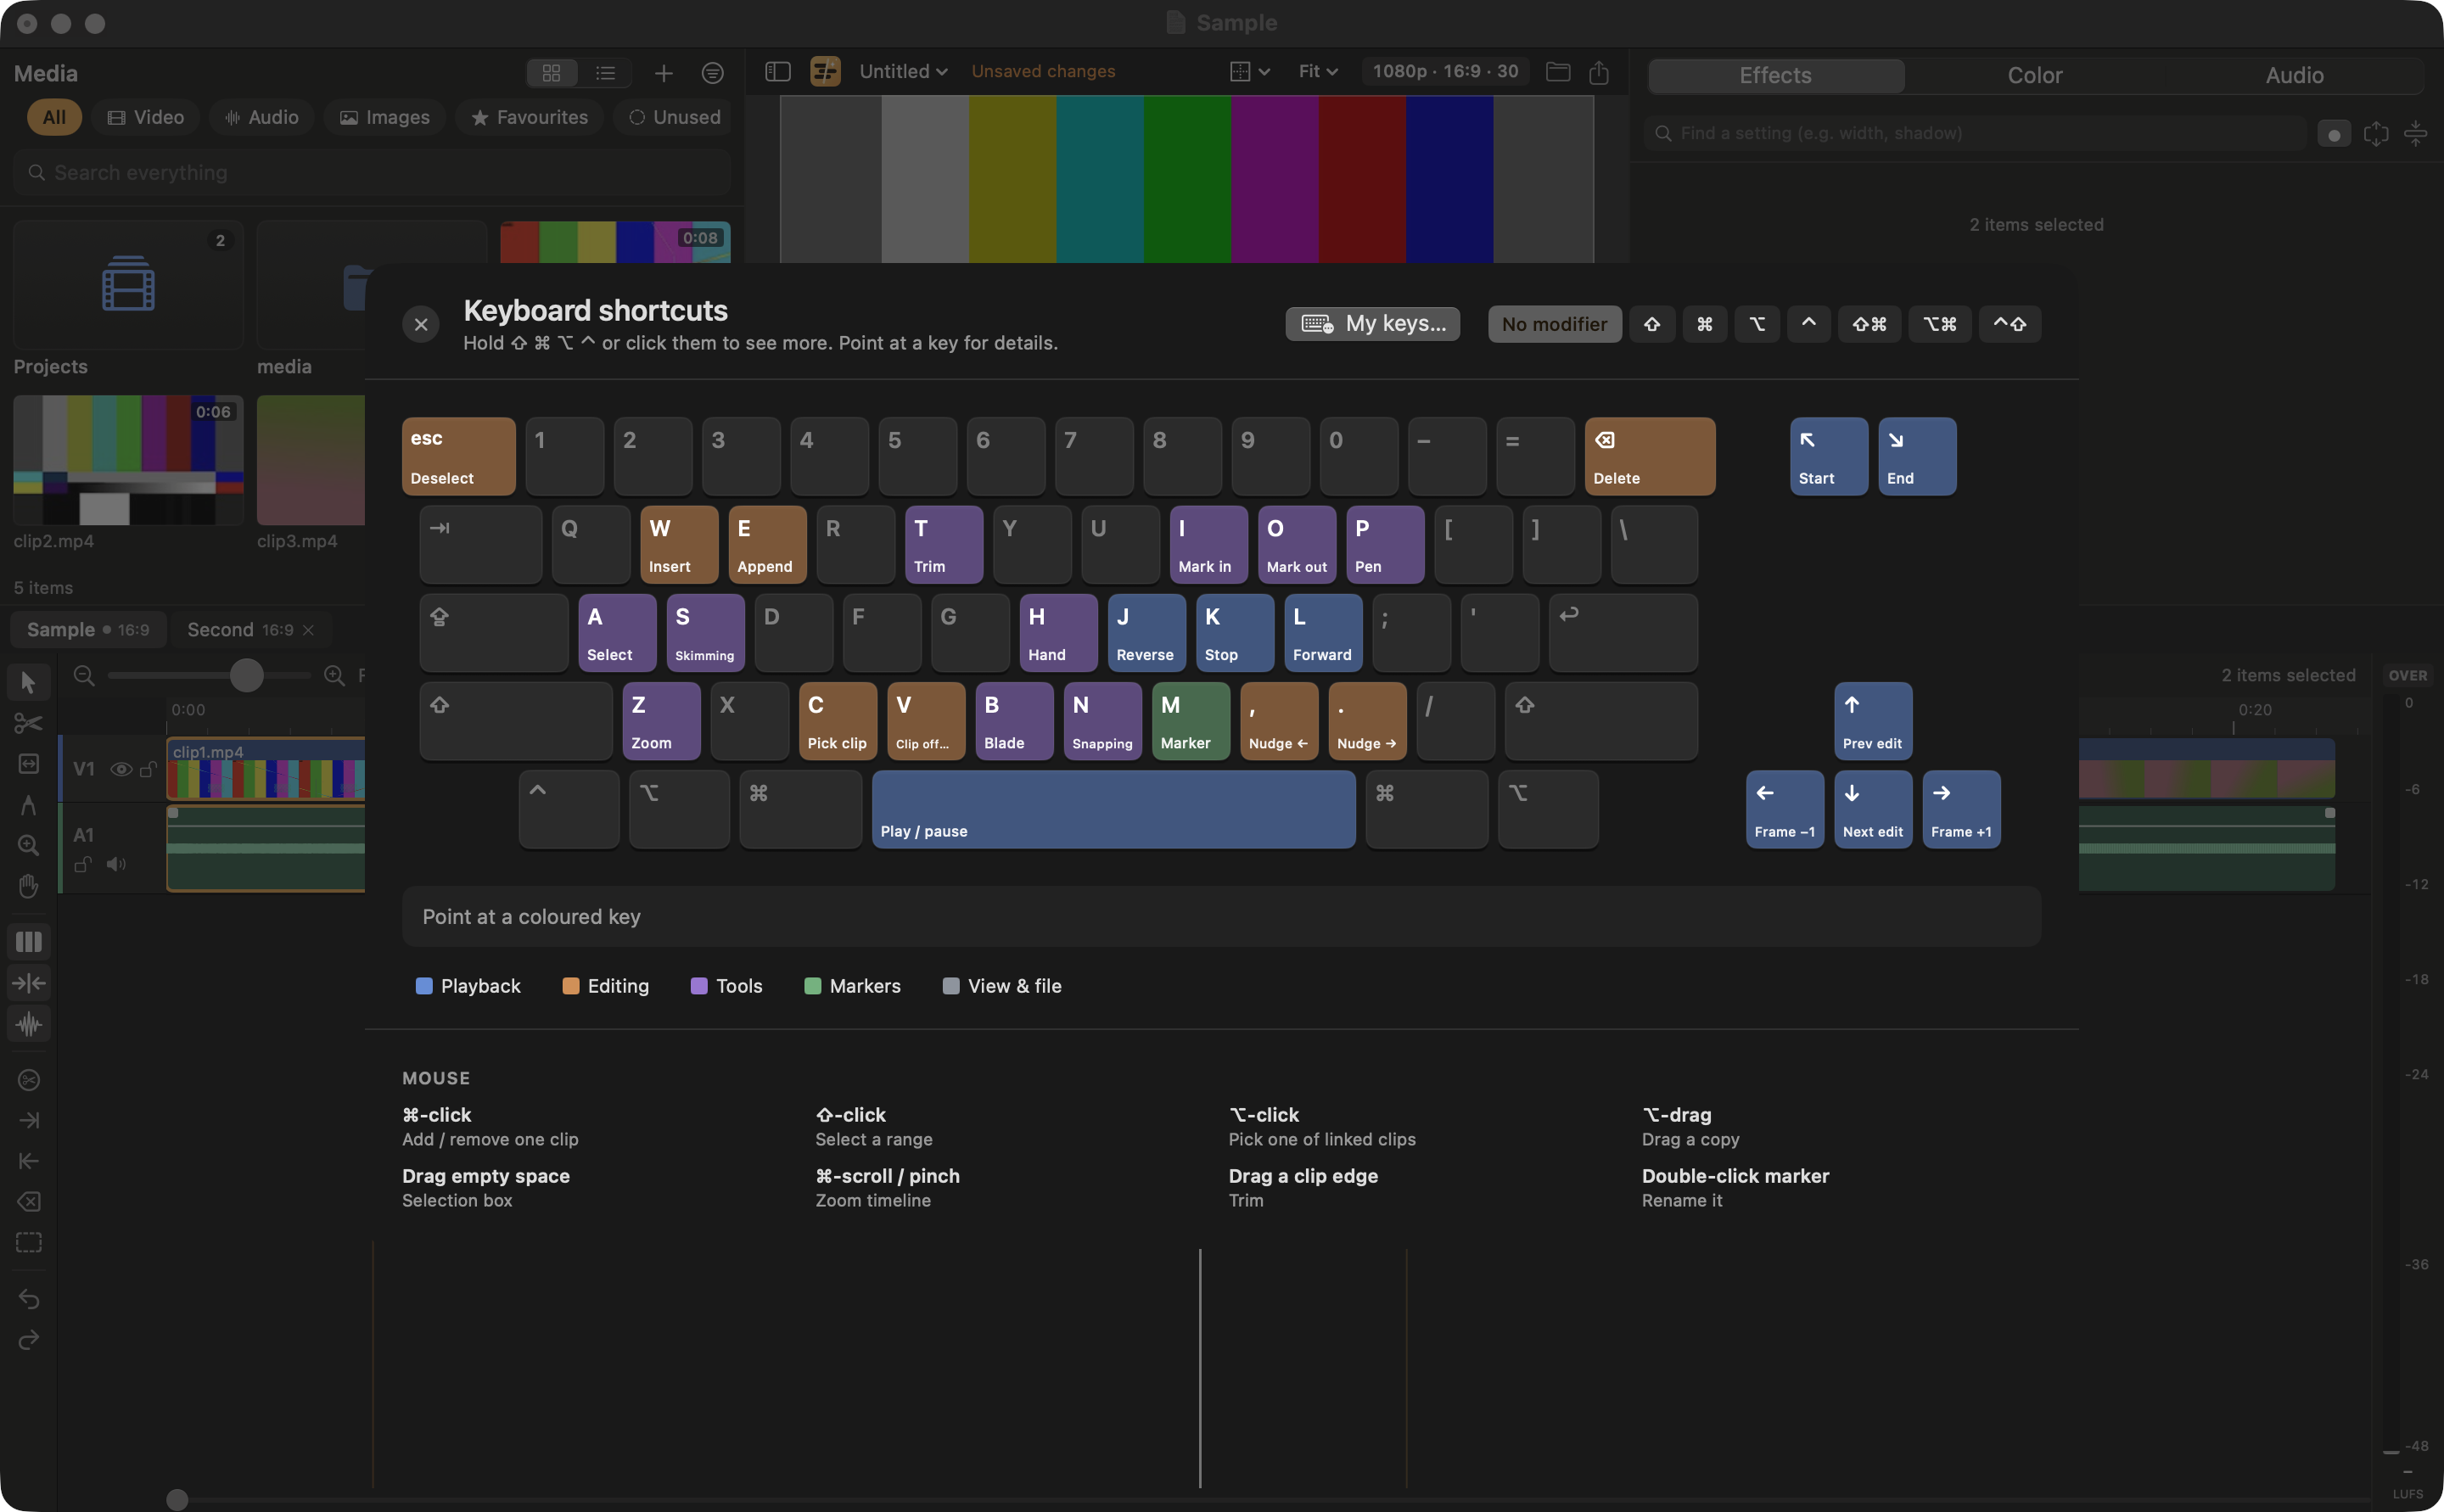 Sample
Media
Untitled
Unsaved changes
Fit
1080p · 16:9 · 30
Effects
Color
Audio
All
Video
Audio
Images
Favourites
Unused
Find a setting (e.g. width, shadow)
Search everything
2 items selected
2
0:08
Projects
media
0:06
clip2.mp4
clip3.mp4
5 items
Keyboard shortcuts
Hold ⇧ ⌘ ⌥ ^ or click them to see more. Point at a key for details.
My keys...
No modifier
⇧
⌘
⌥
^
⇧⌘
⌥⌘
^⇧
esc
Deselect
1
2
3
4
5
6
7
8
9
0
–
=
⌫
Delete
↖
Start
↘
End
⇥
Q
W
Insert
E
Append
R
T
Trim
Y
U
I
Mark in
O
Mark out
P
Pen
[
]
\
⇪
A
Select
S
Skimming
D
F
G
H
Hand
J
Reverse
K
Stop
L
Forward
;
'
↩
⇧
Z
Zoom
X
C
Pick clip
V
Clip off...
B
Blade
N
Snapping
M
Marker
,
Nudge ←
.
Nudge →
/
⇧
↑
Prev edit
^
⌥
⌘
Play / pause
⌘
⌥
←
Frame −1
↓
Next edit
→
Frame +1
Point at a coloured key
Playback
Editing
Tools
Markers
View & file
MOUSE
⌘-click
Add / remove one clip
⇧-click
Select a range
⌥-click
Pick one of linked clips
⌥-drag
Drag a copy
Drag empty space
Selection box
⌘-scroll / pinch
Zoom timeline
Drag a clip edge
Trim
Double-click marker
Rename it
Sample 16:9
Second 16:9
F
2 items selected
OVER
0:00
0:20
V1
clip1.mp4
A1
0
-6
-12
-18
-24
-36
-48
–
LUFS